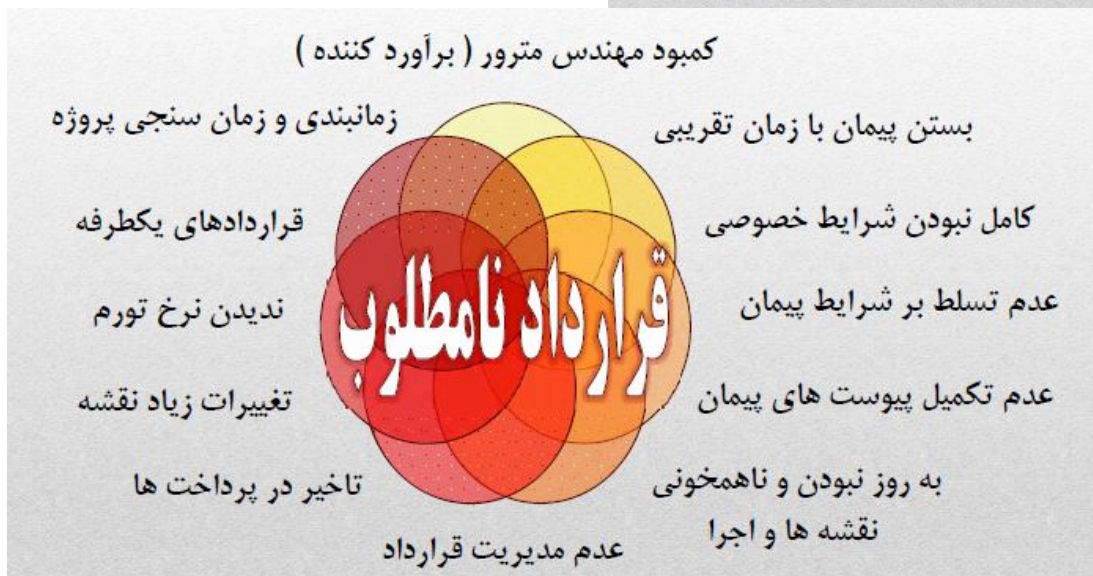 کمبود مهندس مترور ( برآورد کننده )
بستن پیمان با زمان تقریبی
کامل نبودن شرایط خصوصی
عدم تسلط بر شرایط پیمان
عدم تکمیل پیوست های پیمان
به روز نبودن و ناهمخونی
نقشه ها و اجرا
عدم مدیریت قرارداد
تاخیر در پرداخت ها
تغییرات زیاد نقشه
ندیدن نرخ تورم
قراردادهای یکطرفه
زمانبندی و زمان سنجی پروژه
قرارداد نامطلوب